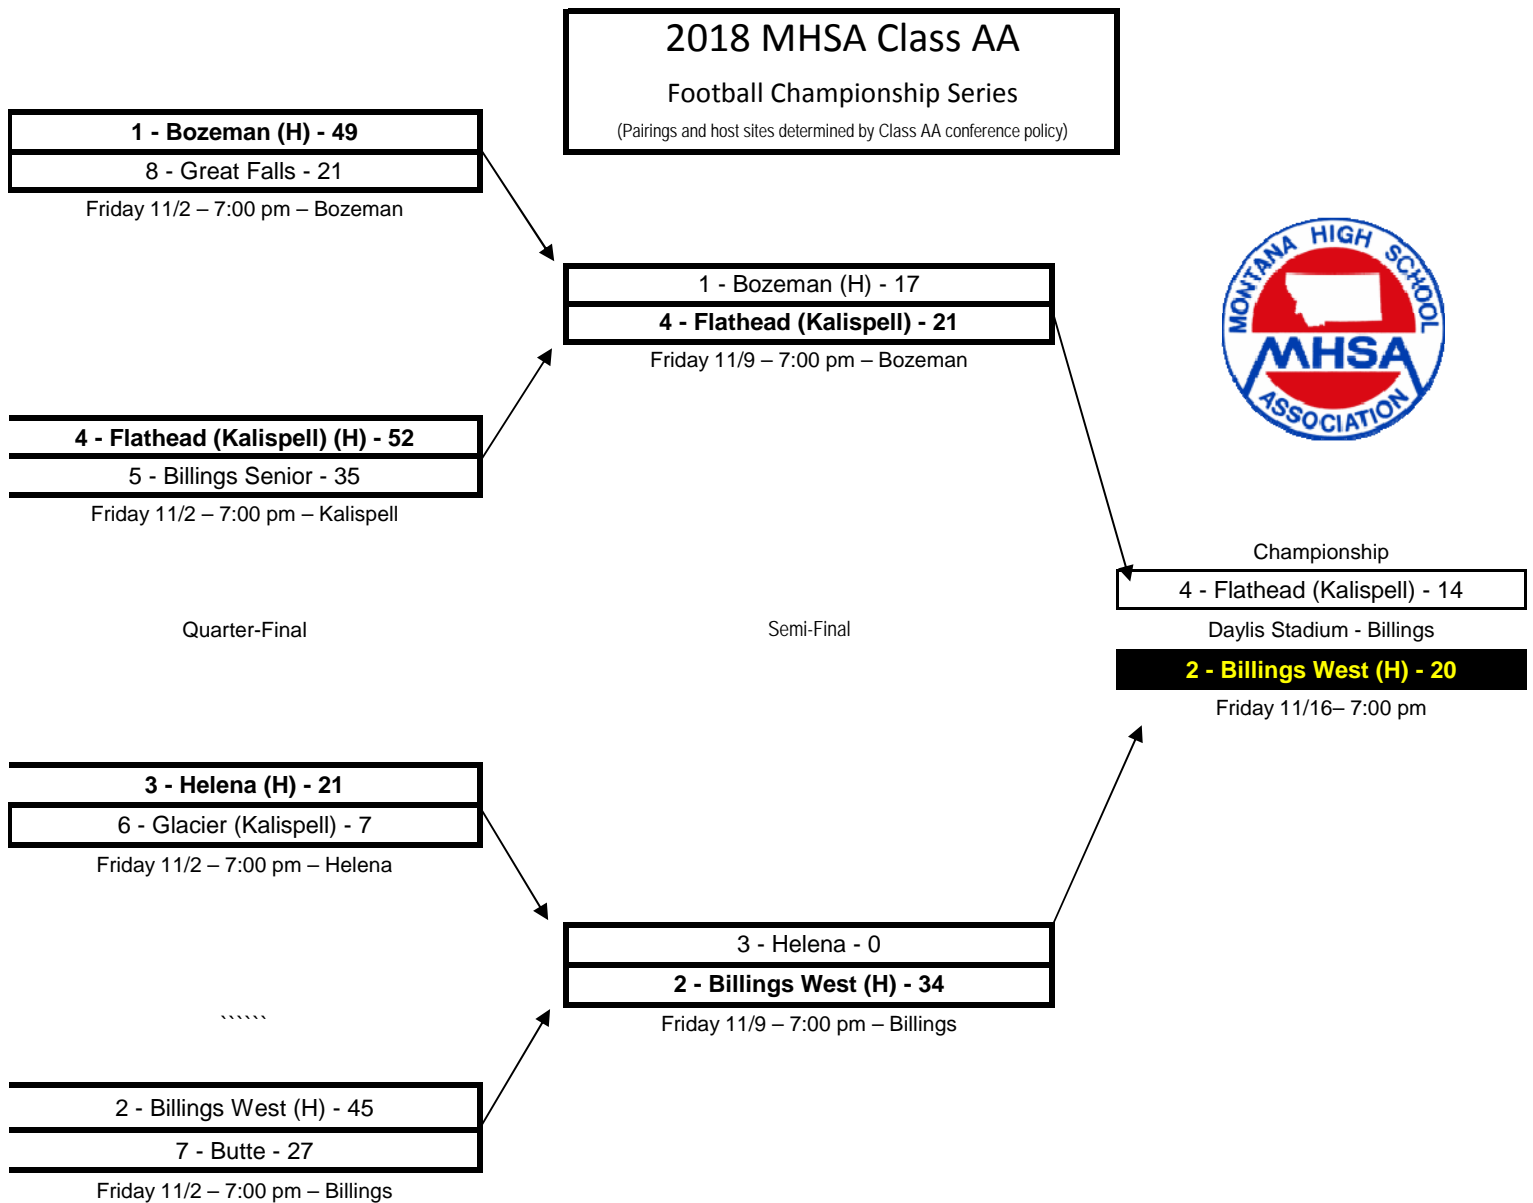 2018 MHSA Class AA
Football Championship Series
(Pairings and host sites determined by Class AA conference policy)
1 - Bozeman (H) - 49
8 - Great Falls - 21
Friday 11/2 – 7:00 pm – Bozeman
1 - Bozeman (H) - 17
4 - Flathead (Kalispell) - 21
Friday 11/9 – 7:00 pm – Bozeman
MONTANA HIGH SCHOOL
MHSA
ASSOCIATION
4 - Flathead (Kalispell) (H) - 52
5 - Billings Senior - 35
Friday 11/2 – 7:00 pm – Kalispell
Championship
4 - Flathead (Kalispell) - 14
Quarter-Final
Semi-Final
Daylis Stadium - Billings
2 - Billings West (H) - 20
Friday 11/16– 7:00 pm
3 - Helena (H) - 21
6 - Glacier (Kalispell) - 7
Friday 11/2 – 7:00 pm – Helena
3 - Helena - 0
2 - Billings West (H) - 34
Friday 11/9 – 7:00 pm – Billings
``````
2 - Billings West (H) - 45
7 - Butte - 27
Friday 11/2 – 7:00 pm – Billings